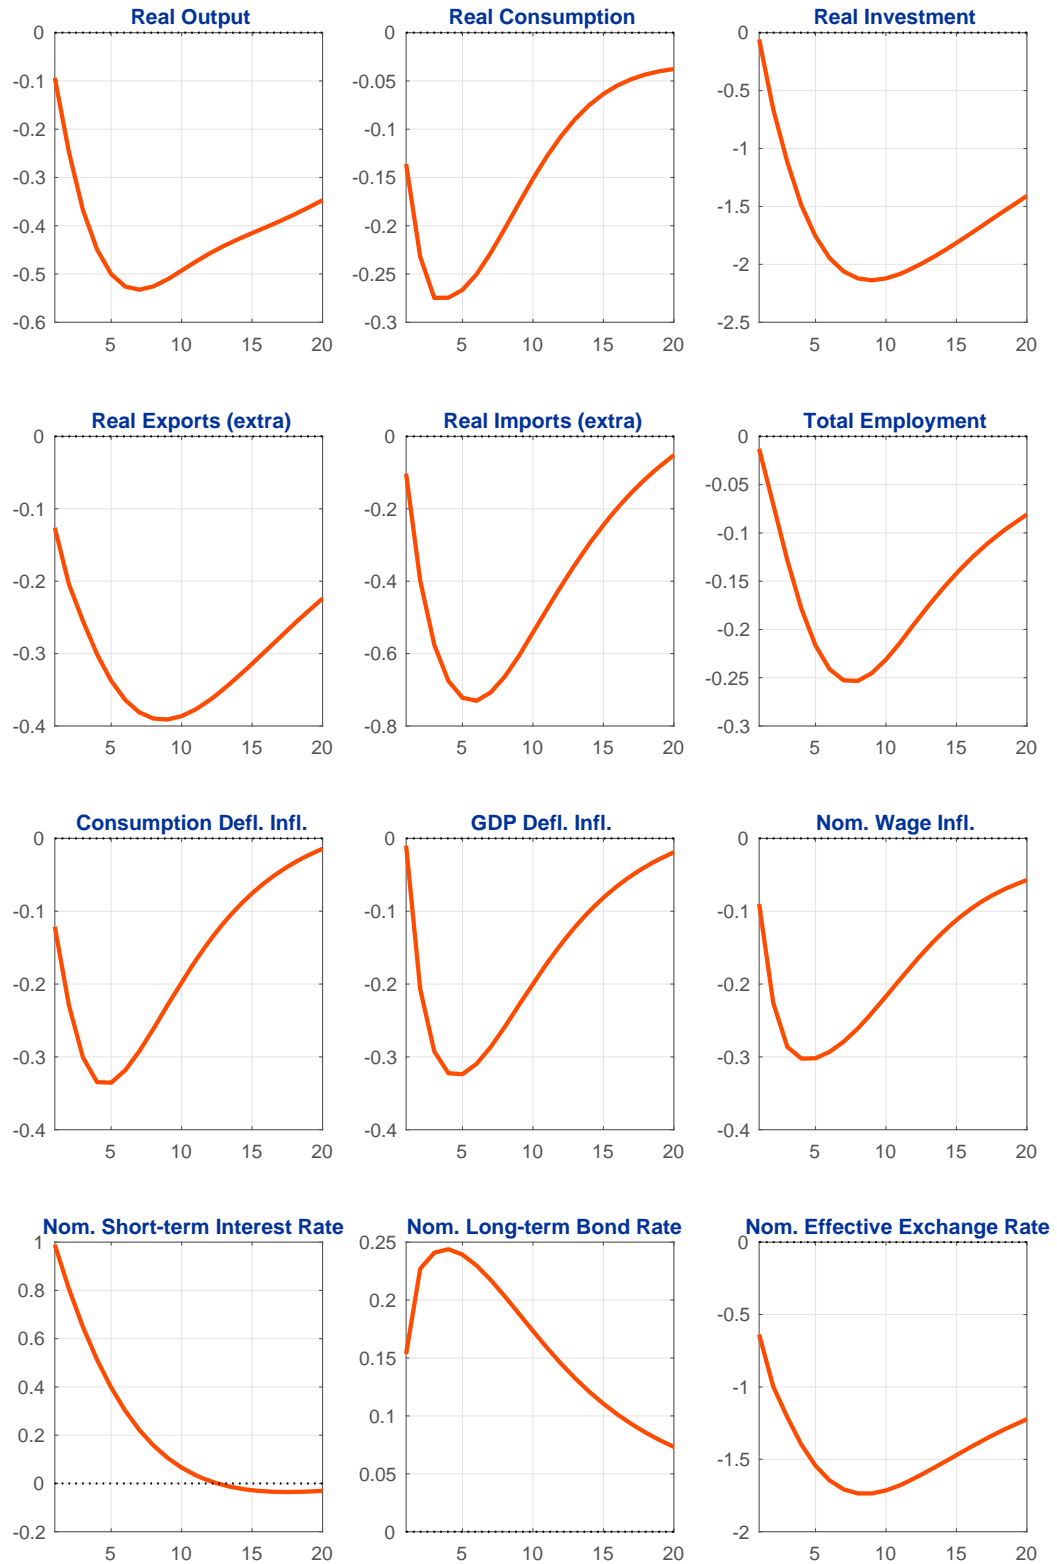 Real Output
Real Consumption
Real Investment
0
-0.1
-0.2
-0.3
-0.4
-0.5
-0.6
5 10 15 20
0
-0.05
-0.1
-0.15
-0.2
-0.25
-0.3
5 10 15 20
0
-0.5
-1
-1.5
-2
-2.5
5 10 15 20
Real Exports (extra)
Real Imports (extra)
Total Employment
0
-0.1
-0.2
-0.3
-0.4
5 10 15 20
0
-0.2
-0.4
-0.6
-0.8
5 10 15 20
0
-0.05
-0.1
-0.15
-0.2
-0.25
-0.3
5 10 15 20
Consumption Defl. Infl.
GDP Defl. Infl.
Nom. Wage Infl.
0
-0.1
-0.2
-0.3
-0.4
5 10 15 20
0
-0.1
-0.2
-0.3
-0.4
5 10 15 20
0
-0.1
-0.2
-0.3
-0.4
5 10 15 20
Nom. Short-term Interest Rate
Nom. Long-term Bond Rate
Nom. Effective Exchange Rate
1
0.8
0.6
0.4
0.2
0
-0.2
5 10 15 20
0.25
0.2
0.15
0.1
0.05
0
5 10 15 20
0
-0.5
-1
-1.5
-2
5 10 15 20